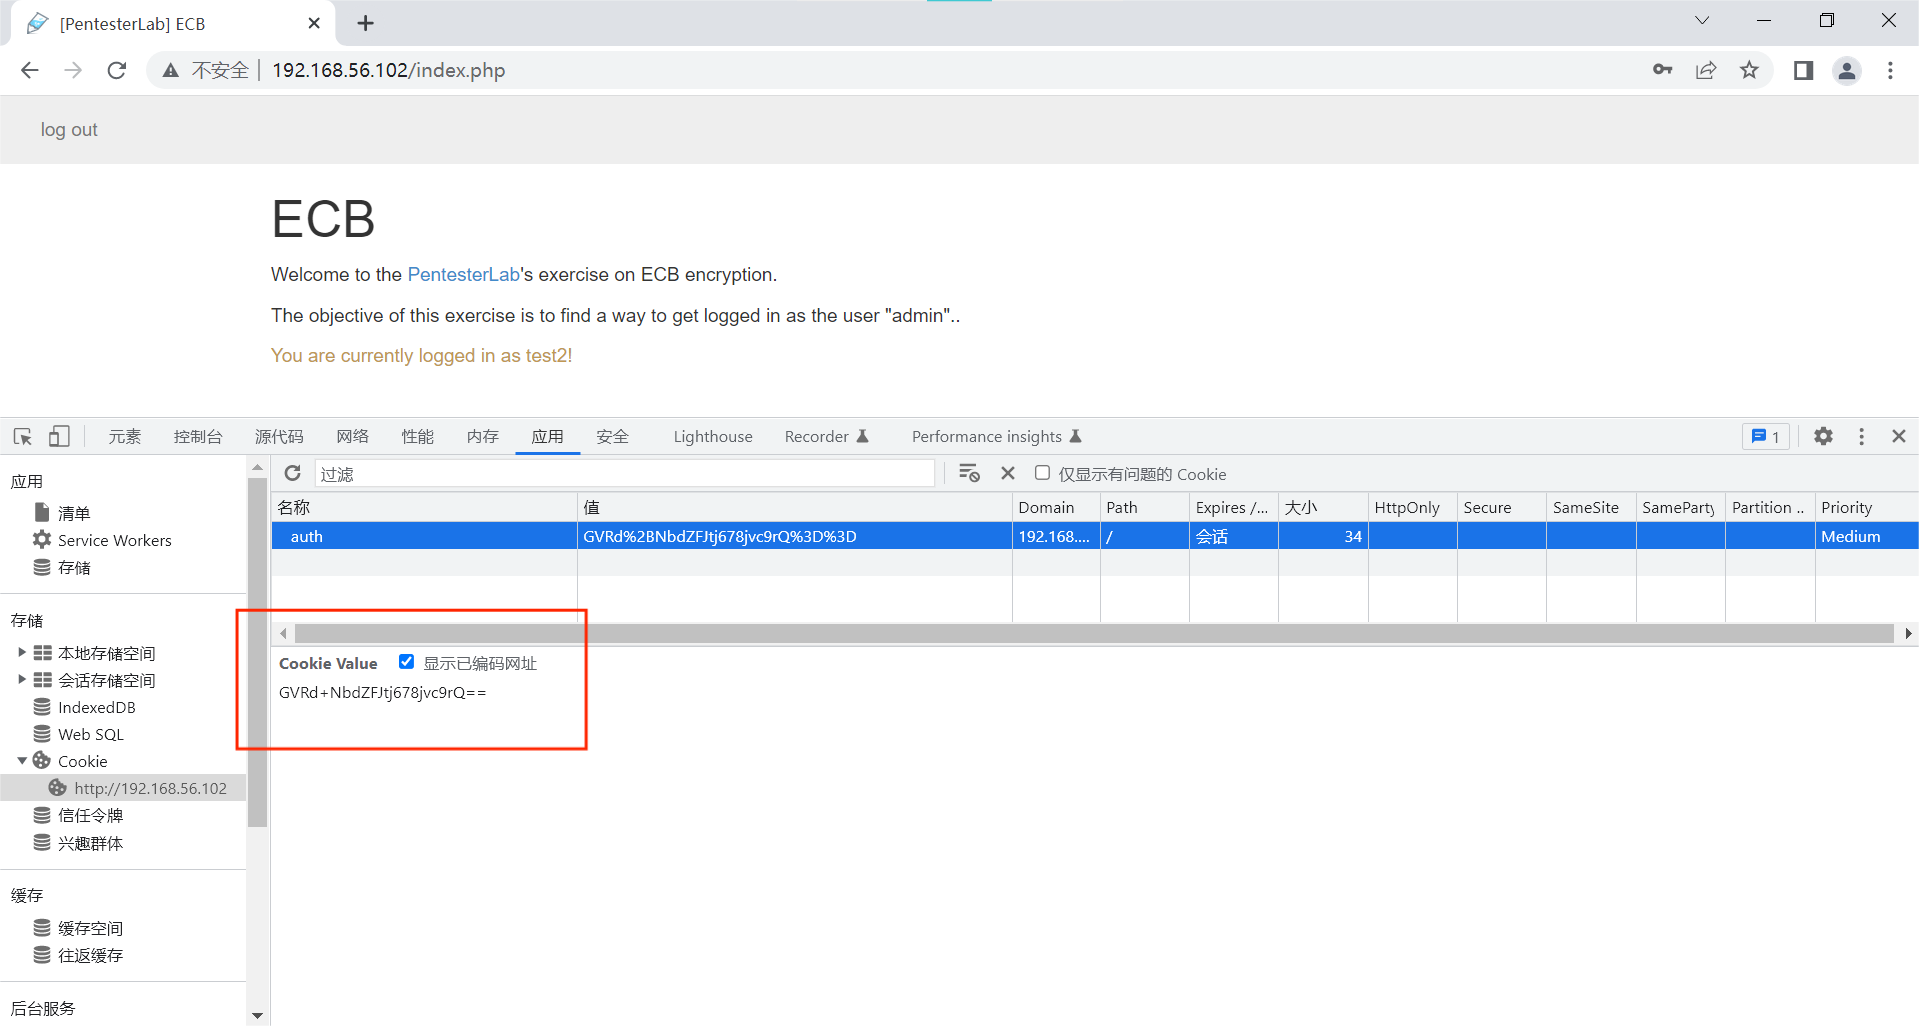 [PentesterLab] ECB
不安全 192.168.56.102/index.php
log out
ECB
Welcome to the PentesterLab's exercise on ECB encryption.
The objective of this exercise is to find a way to get logged in as the user "admin"..
You are currently logged in as test2!
元素 控制台 源代码 网络 性能 内存 应用 安全 Lighthouse Recorder Performance insights 1
应用
清单
Service Workers
存储
存储
本地存储空间
会话存储空间
IndexedDB
Web SQL
Cookie
http://192.168.56.102
信任令牌
兴趣群体
缓存
缓存空间
往返缓存
后台服务
过滤 仅显示有问题的 Cookie
名称 值 Domain Path Expires /... 大小 HttpOnly Secure SameSite SameParty Partition .. Priority
auth GVRd%2BNbdZFJtj678jvc9rQ%3D%3D 192.168.... / 会话 34 Medium
Cookie Value 显示已编码网址
GVRd+NbdZFJtj678jvc9rQ==